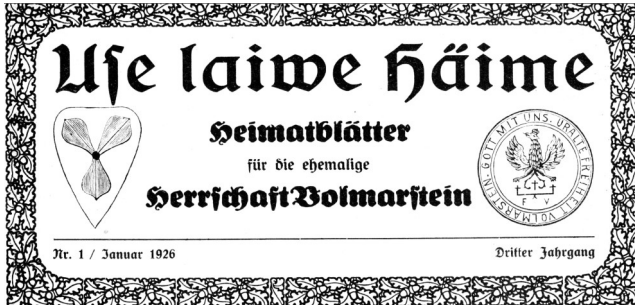 Uſe laiwe Häime
Heimatblätter
für die ehemalige
Herrſchaft Volmarſtein
GOTT MIT UNS. URALTE FREIHEIT VOLMARSTEIN.
F V
Nr. 1 / Januar 1926
Dritter Jahrgang